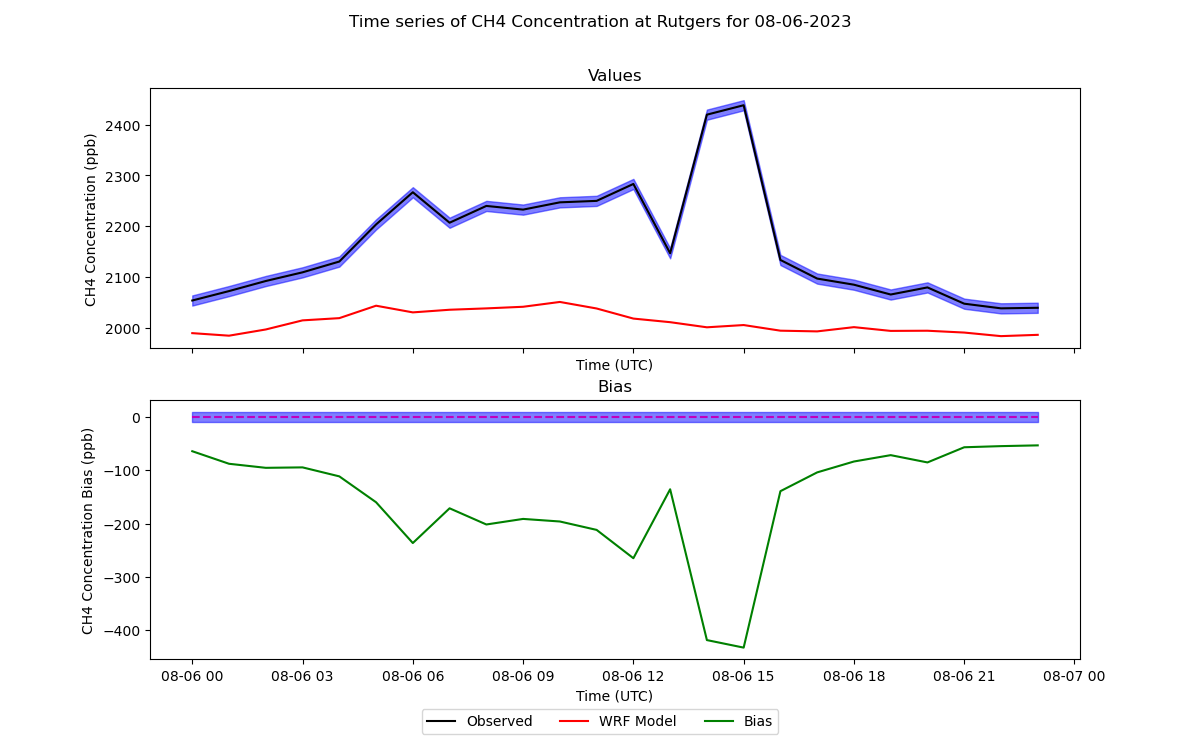 Time series of CH4 Concentration at Rutgers for 08-06-2023
Values
CH4 Concentration (ppb)
2400
2300
2200
2100
2000
Time (UTC)
Bias
CH4 Concentration Bias (ppb)
0
−100
−200
−300
−400
08-06 00 08-06 03 08-06 06 08-06 09 08-06 12 08-06 15 08-06 18 08-06 21 08-07 00
Time (UTC)
Observed WRF Model Bias